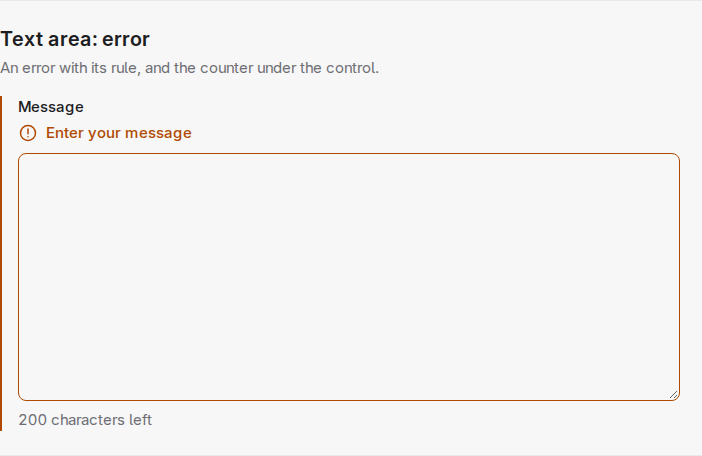 Text area: error
An error with its rule, and the counter under the control.
Message
Enter your message
200 characters left